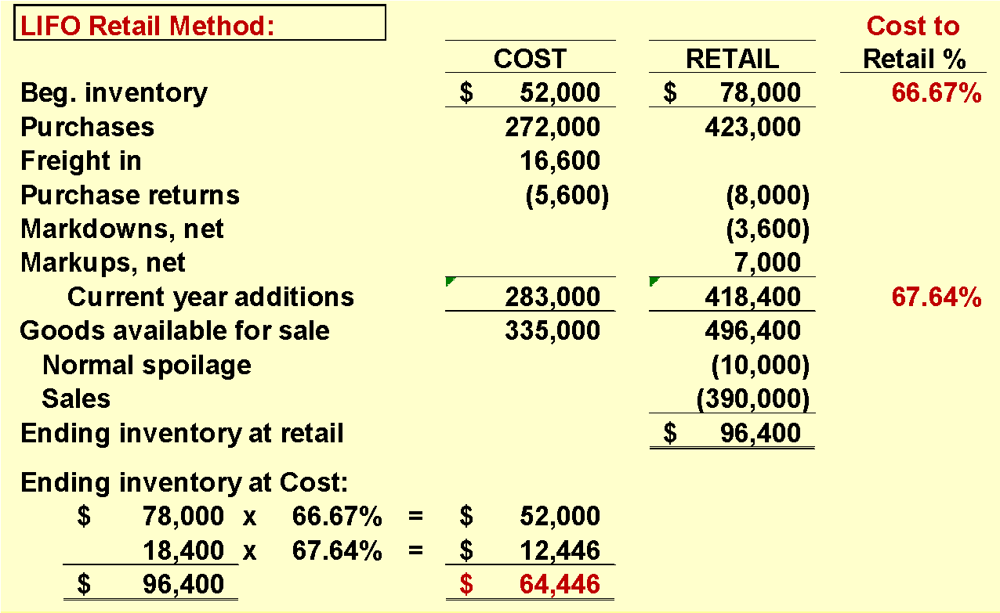 LIFO Retail Method: Cost to
COST RETAIL Retail %
Beg. inventory $ 52,000 $ 78,000 66.67%
Purchases 272,000 423,000
Freight in 16,600
Purchase returns (5,600) (8,000)
Markdowns, net (3,600)
Markups, net 7,000
Current year additions 283,000 418,400 67.64%
Goods available for sale 335,000 496,400
Normal spoilage (10,000)
Sales (390,000)
Ending inventory at retail $ 96,400
Ending inventory at Cost:
$ 78,000 x 66.67% = $ 52,000
18,400 x 67.64% = $ 12,446
$ 96,400 $ 64,446